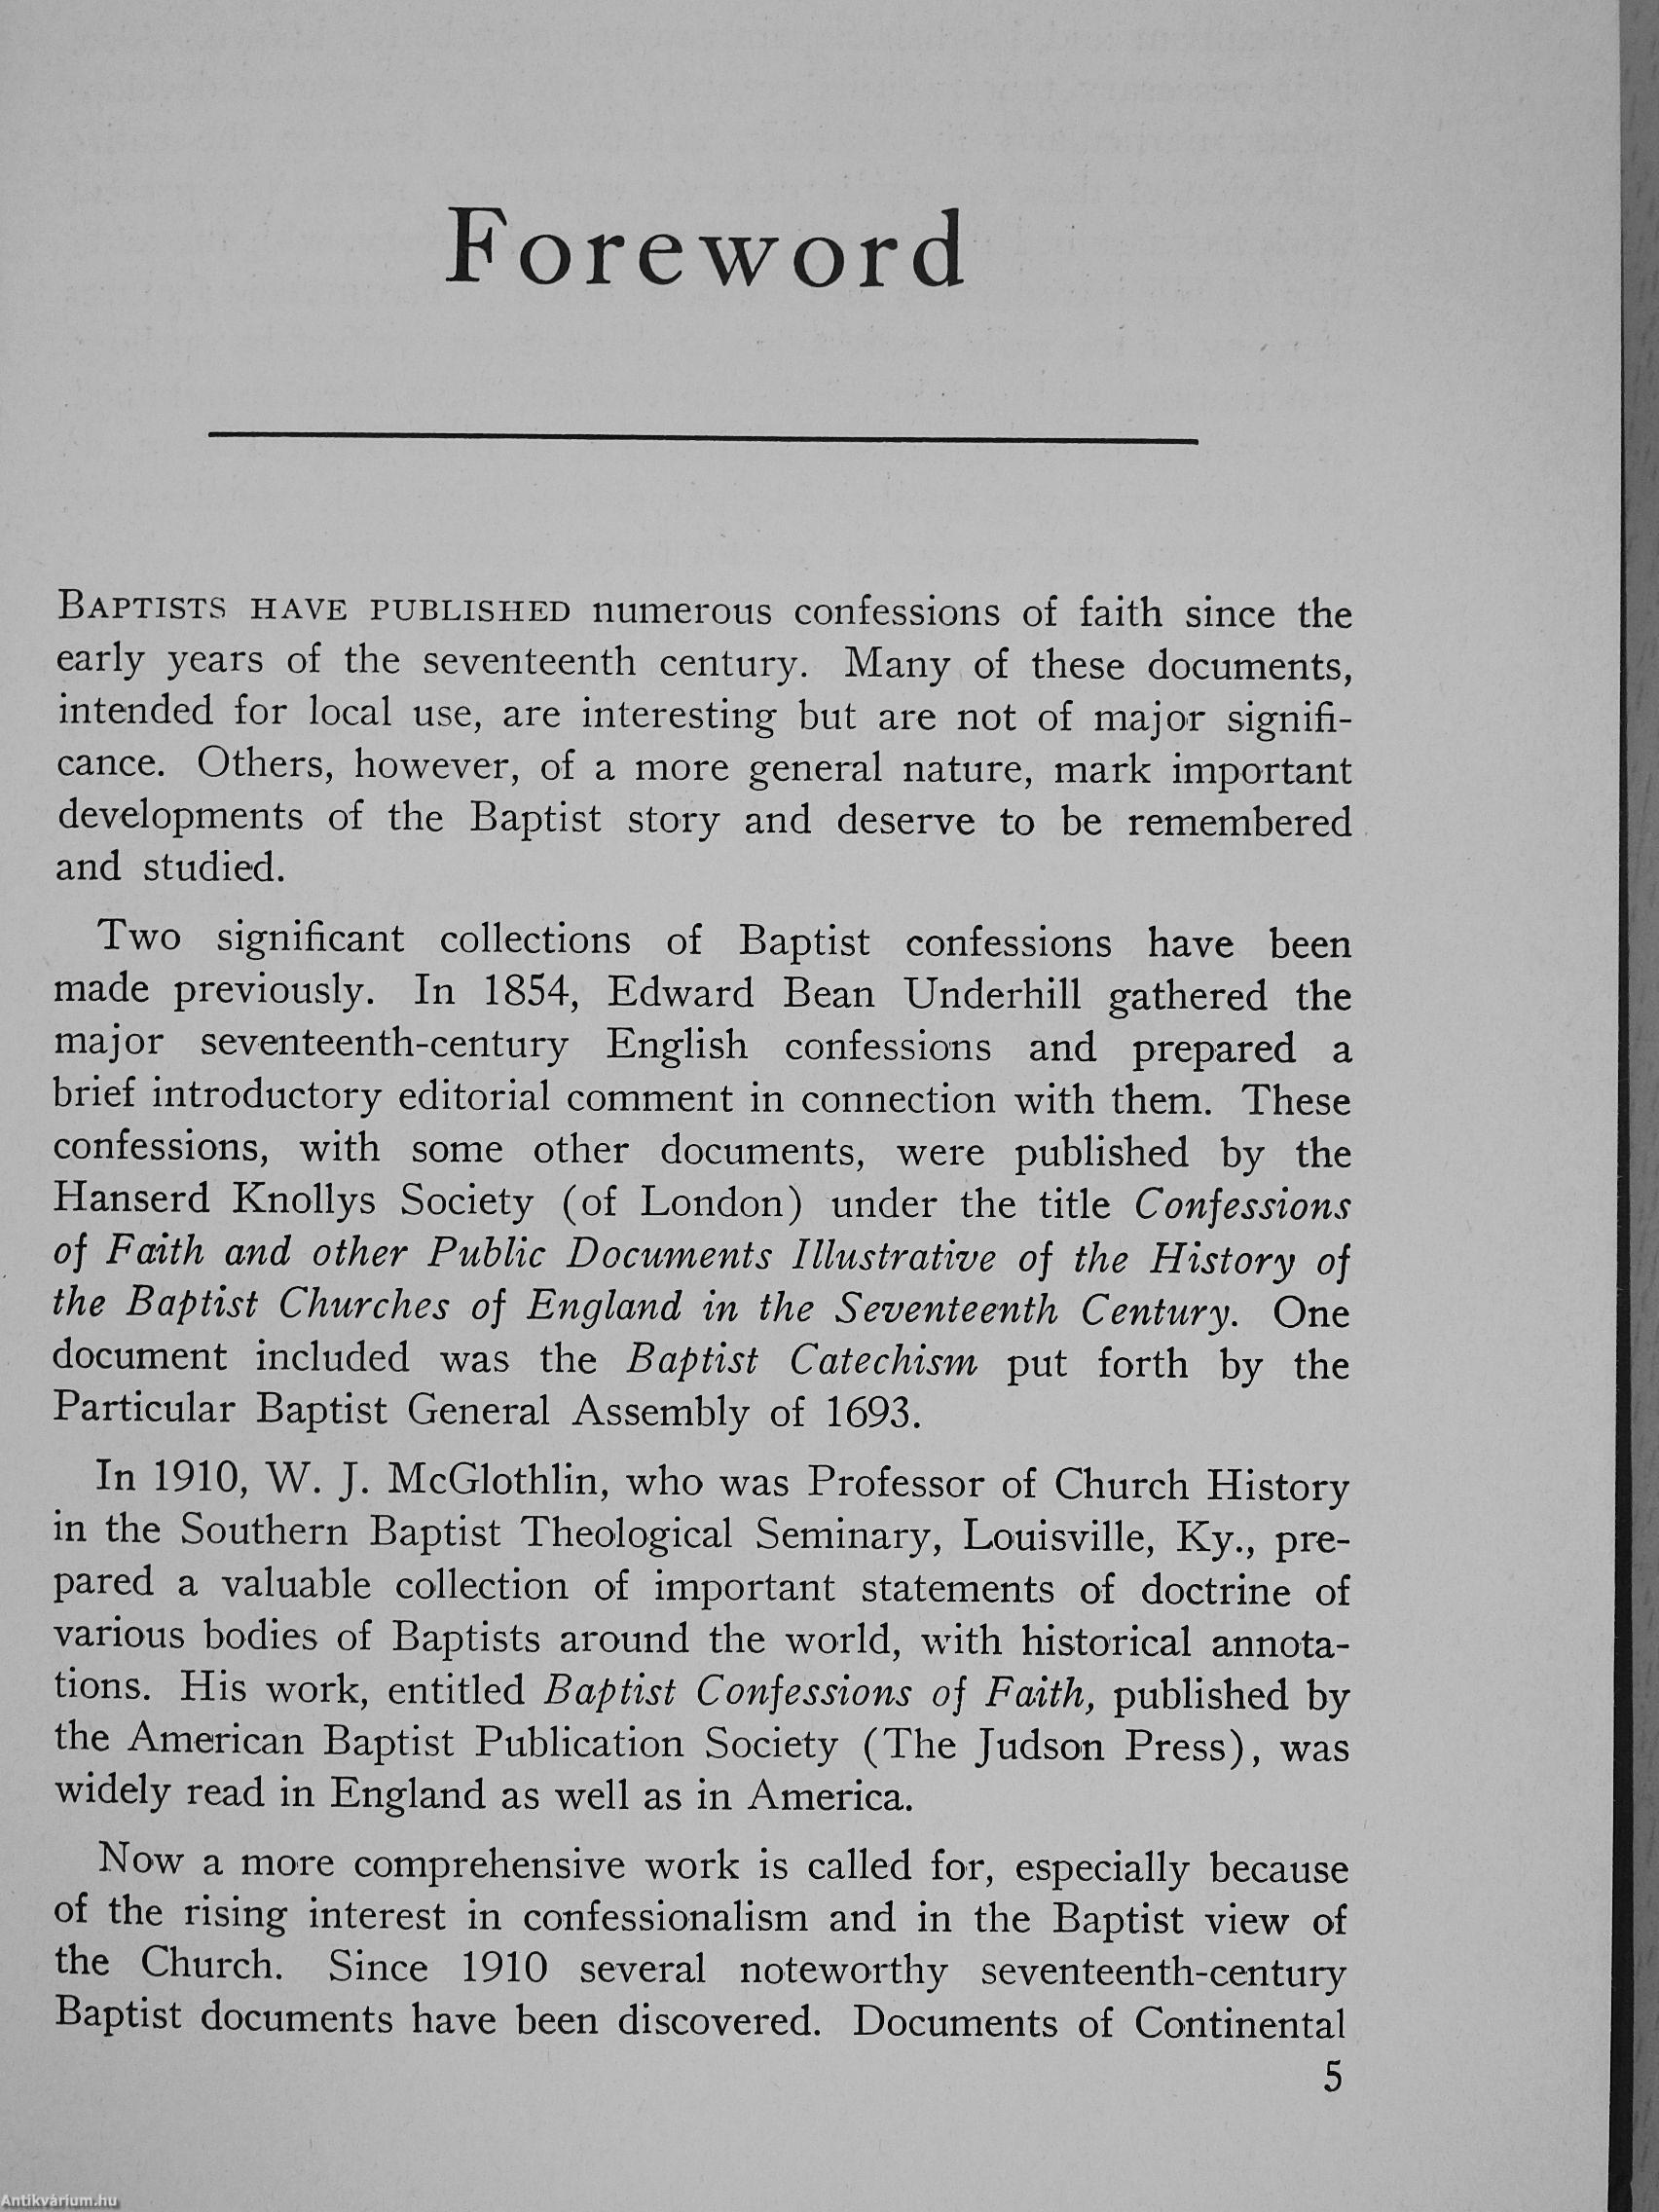 Foreword
BAPTISTS HAVE PUBLISHED numerous confessions of faith since the
early years of the seventeenth century. Many of these documents,
intended for local use, are interesting but are not of major signifi-
cance. Others, however, of a more general nature, mark important
developments of the Baptist story and deserve to be remembered
and studied.
Two significant collections of Baptist confessions have been
made previously. In 1854, Edward Bean Underhill gathered the
major seventeenth-century English confessions and prepared a
brief introductory editorial comment in connection with them. These
confessions, with some other documents, were published by the
Hanserd Knollys Society (of London) under the title Confessions
of Faith and other Public Documents Illustrative of the History of
the Baptist Churches of England in the Seventeenth Century. One
document included was the Baptist Catechism put forth by the
Particular Baptist General Assembly of 1693.
In 1910, W. J. McGlothlin, who was Professor of Church History
in the Southern Baptist Theological Seminary, Louisville, Ky., pre-
pared a valuable collection of important statements of doctrine of
various bodies of Baptists around the world, with historical annota-
tions. His work, entitled Baptist Confessions of Faith, published by
the American Baptist Publication Society (The Judson Press), was
widely read in England as well as in America.
Now a more comprehensive work is called for, especially because
of the rising interest in confessionalism and in the Baptist view of
the Church. Since 1910 several noteworthy seventeenth-century
Baptist documents have been discovered. Documents of Continental
5
Antikvárium.hu